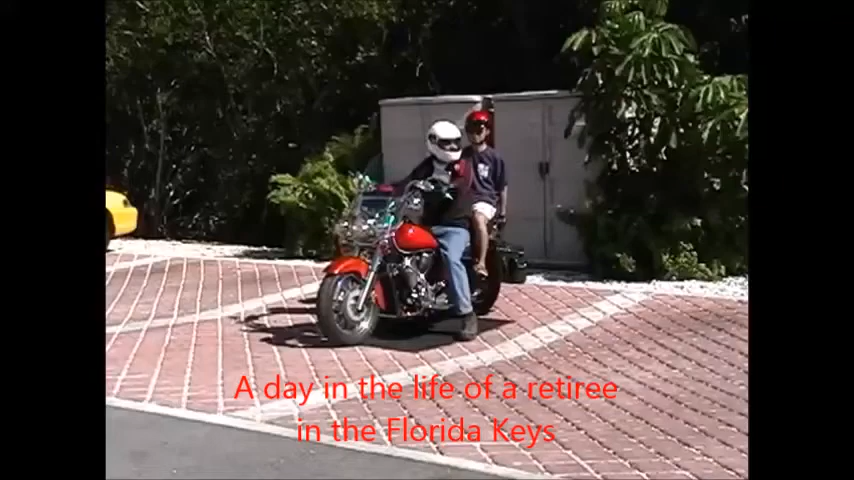 A day in the life of a retiree
in the Florida Keys